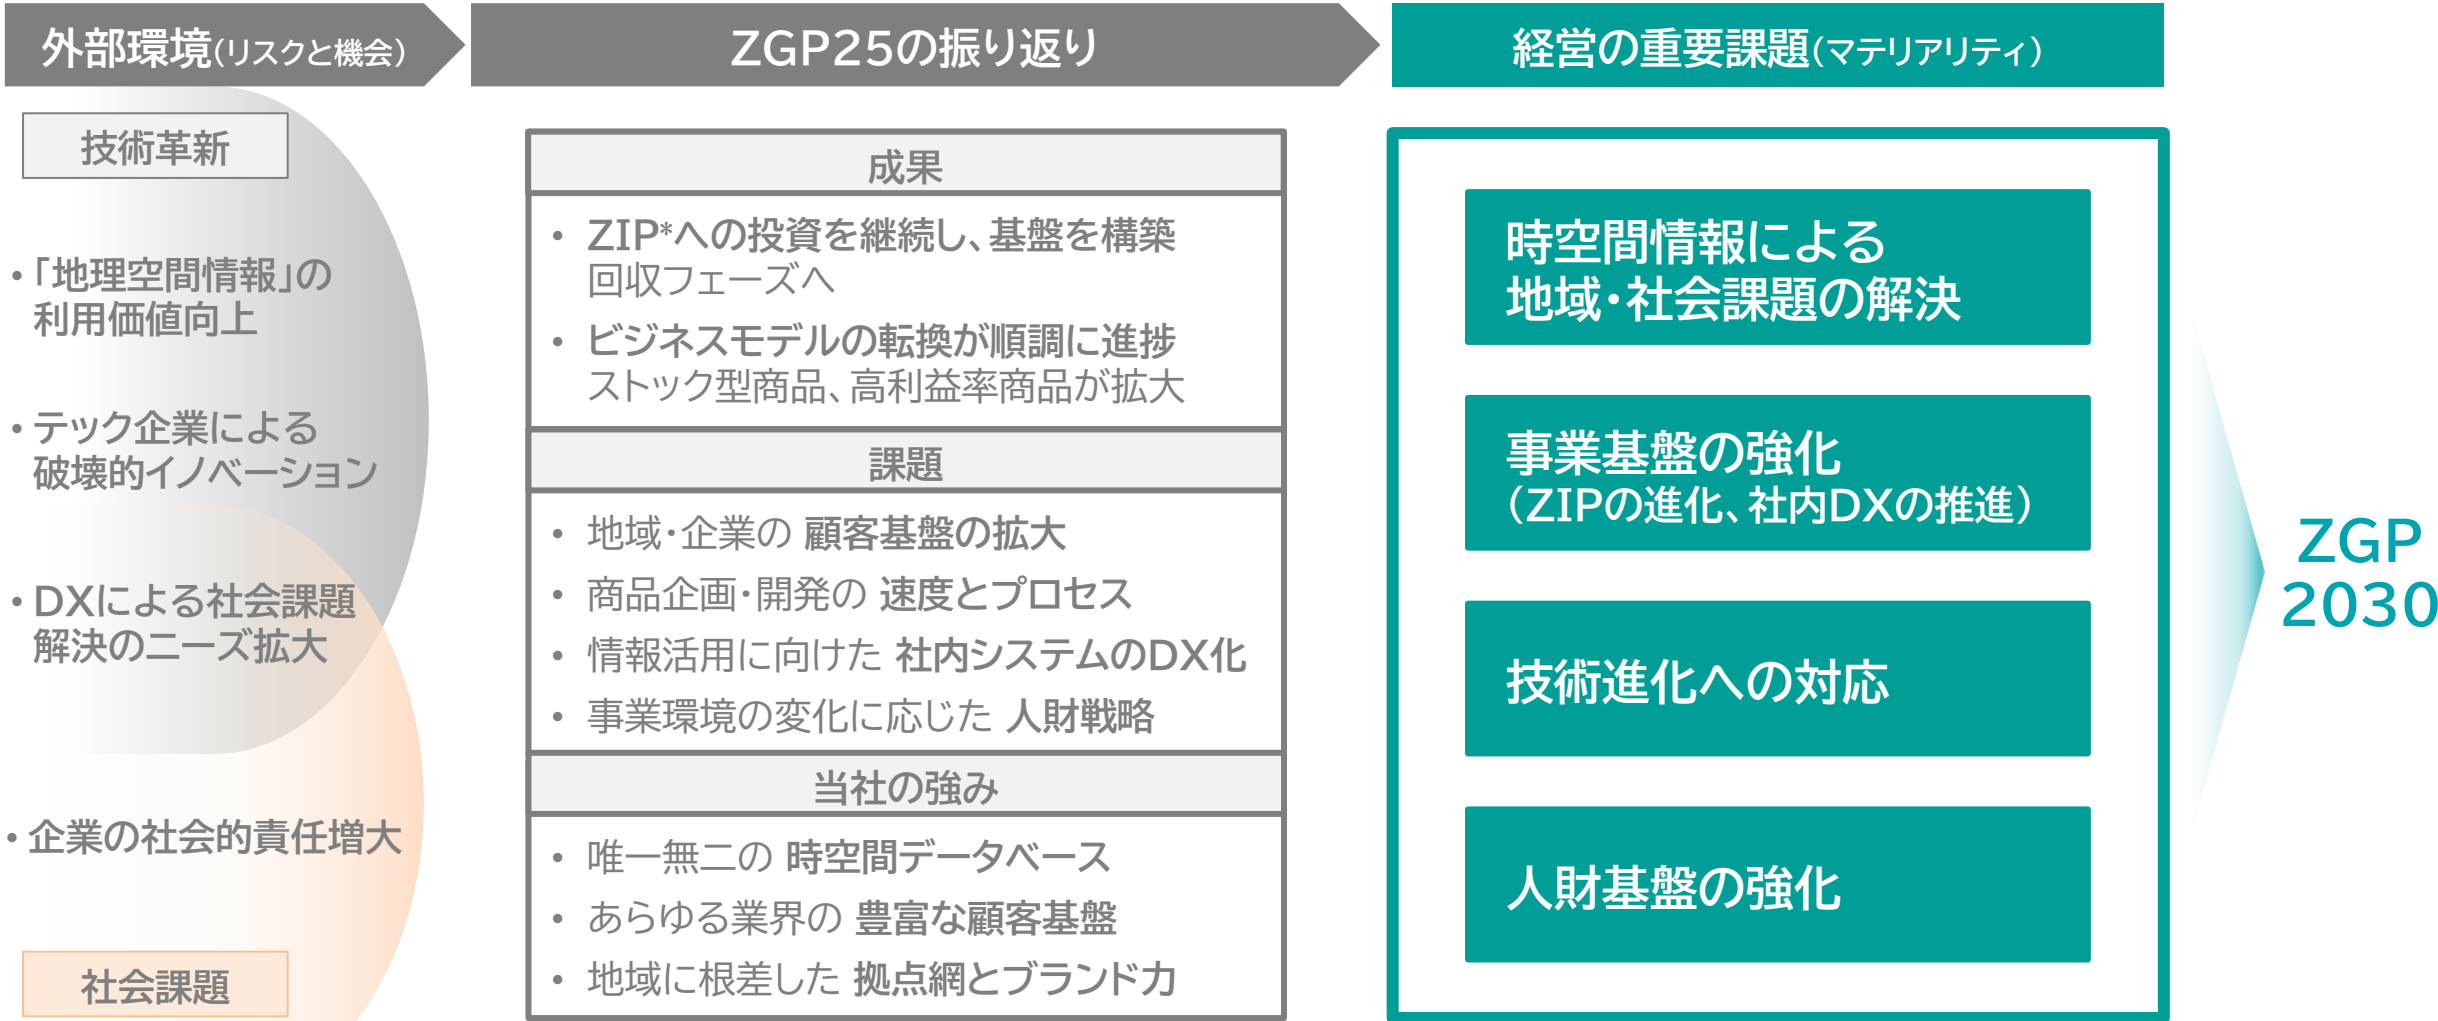 外部環境(リスクと機会)
技術革新
・「地理空間情報」の
利用価値向上
・テック企業による
破壊的イノベーション
・DXによる社会課題
解決のニーズ拡大
・企業の社会的責任増大
社会課題
ZGP25の振り返り
成果
• ZIP*への投資を継続し、基盤を構築
回収フェーズへ
• ビジネスモデルの転換が順調に進捗
ストック型商品、高利益率商品が拡大
課題
• 地域・企業の 顧客基盤の拡大
• 商品企画・開発の 速度とプロセス
• 情報活用に向けた 社内システムのDX化
• 事業環境の変化に応じた 人財戦略
当社の強み
• 唯一無二の 時空間データベース
• あらゆる業界の 豊富な顧客基盤
• 地域に根差した 拠点網とブランド力
経営の重要課題(マテリアリティ)
時空間情報による
地域・社会課題の解決
事業基盤の強化
(ZIPの進化、社内DXの推進)
技術進化への対応
人財基盤の強化
ZGP
2030